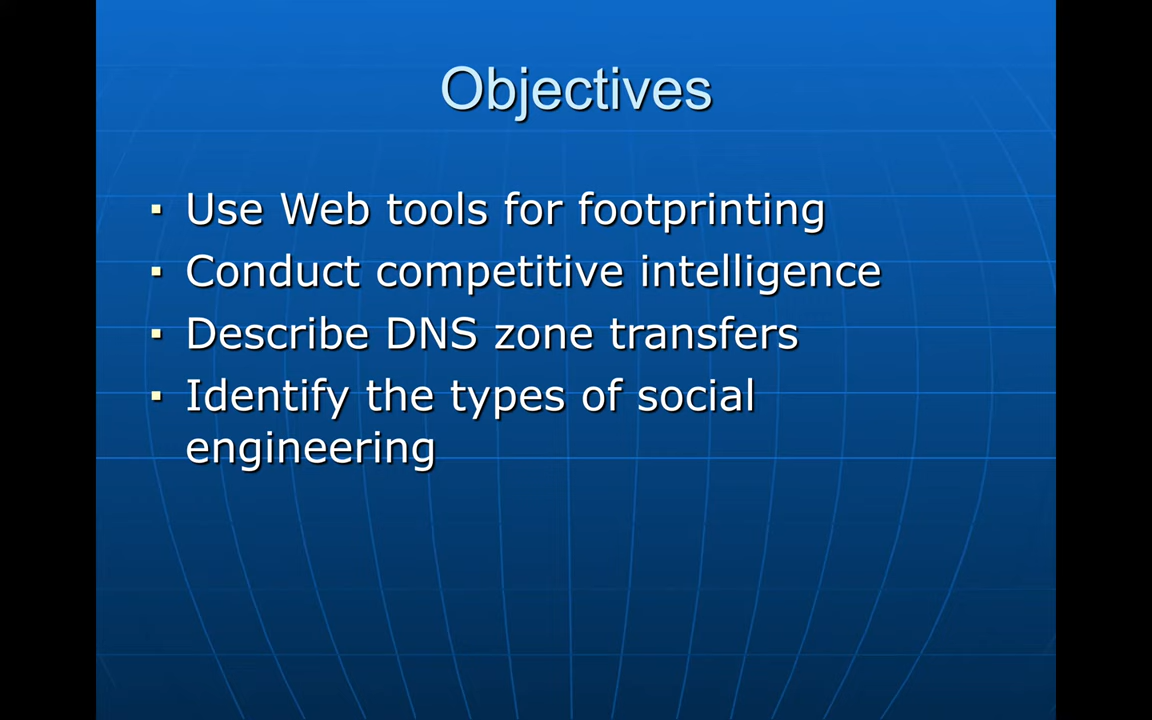 Objectives
▪ Use Web tools for footprinting
▪ Conduct competitive intelligence
▪ Describe DNS zone transfers
▪ Identify the types of social
engineering